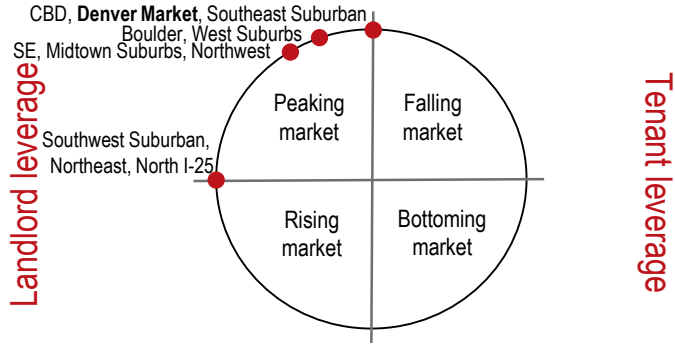 CBD, Denver Market, Southeast Suburban
Boulder, West Suburbs
SE, Midtown Suburbs, Northwest
Landlord leverage
Peaking
market
Falling
market
Tenant leverage
Southwest Suburban,
Northeast, North I-25
Rising
market
Bottoming
market